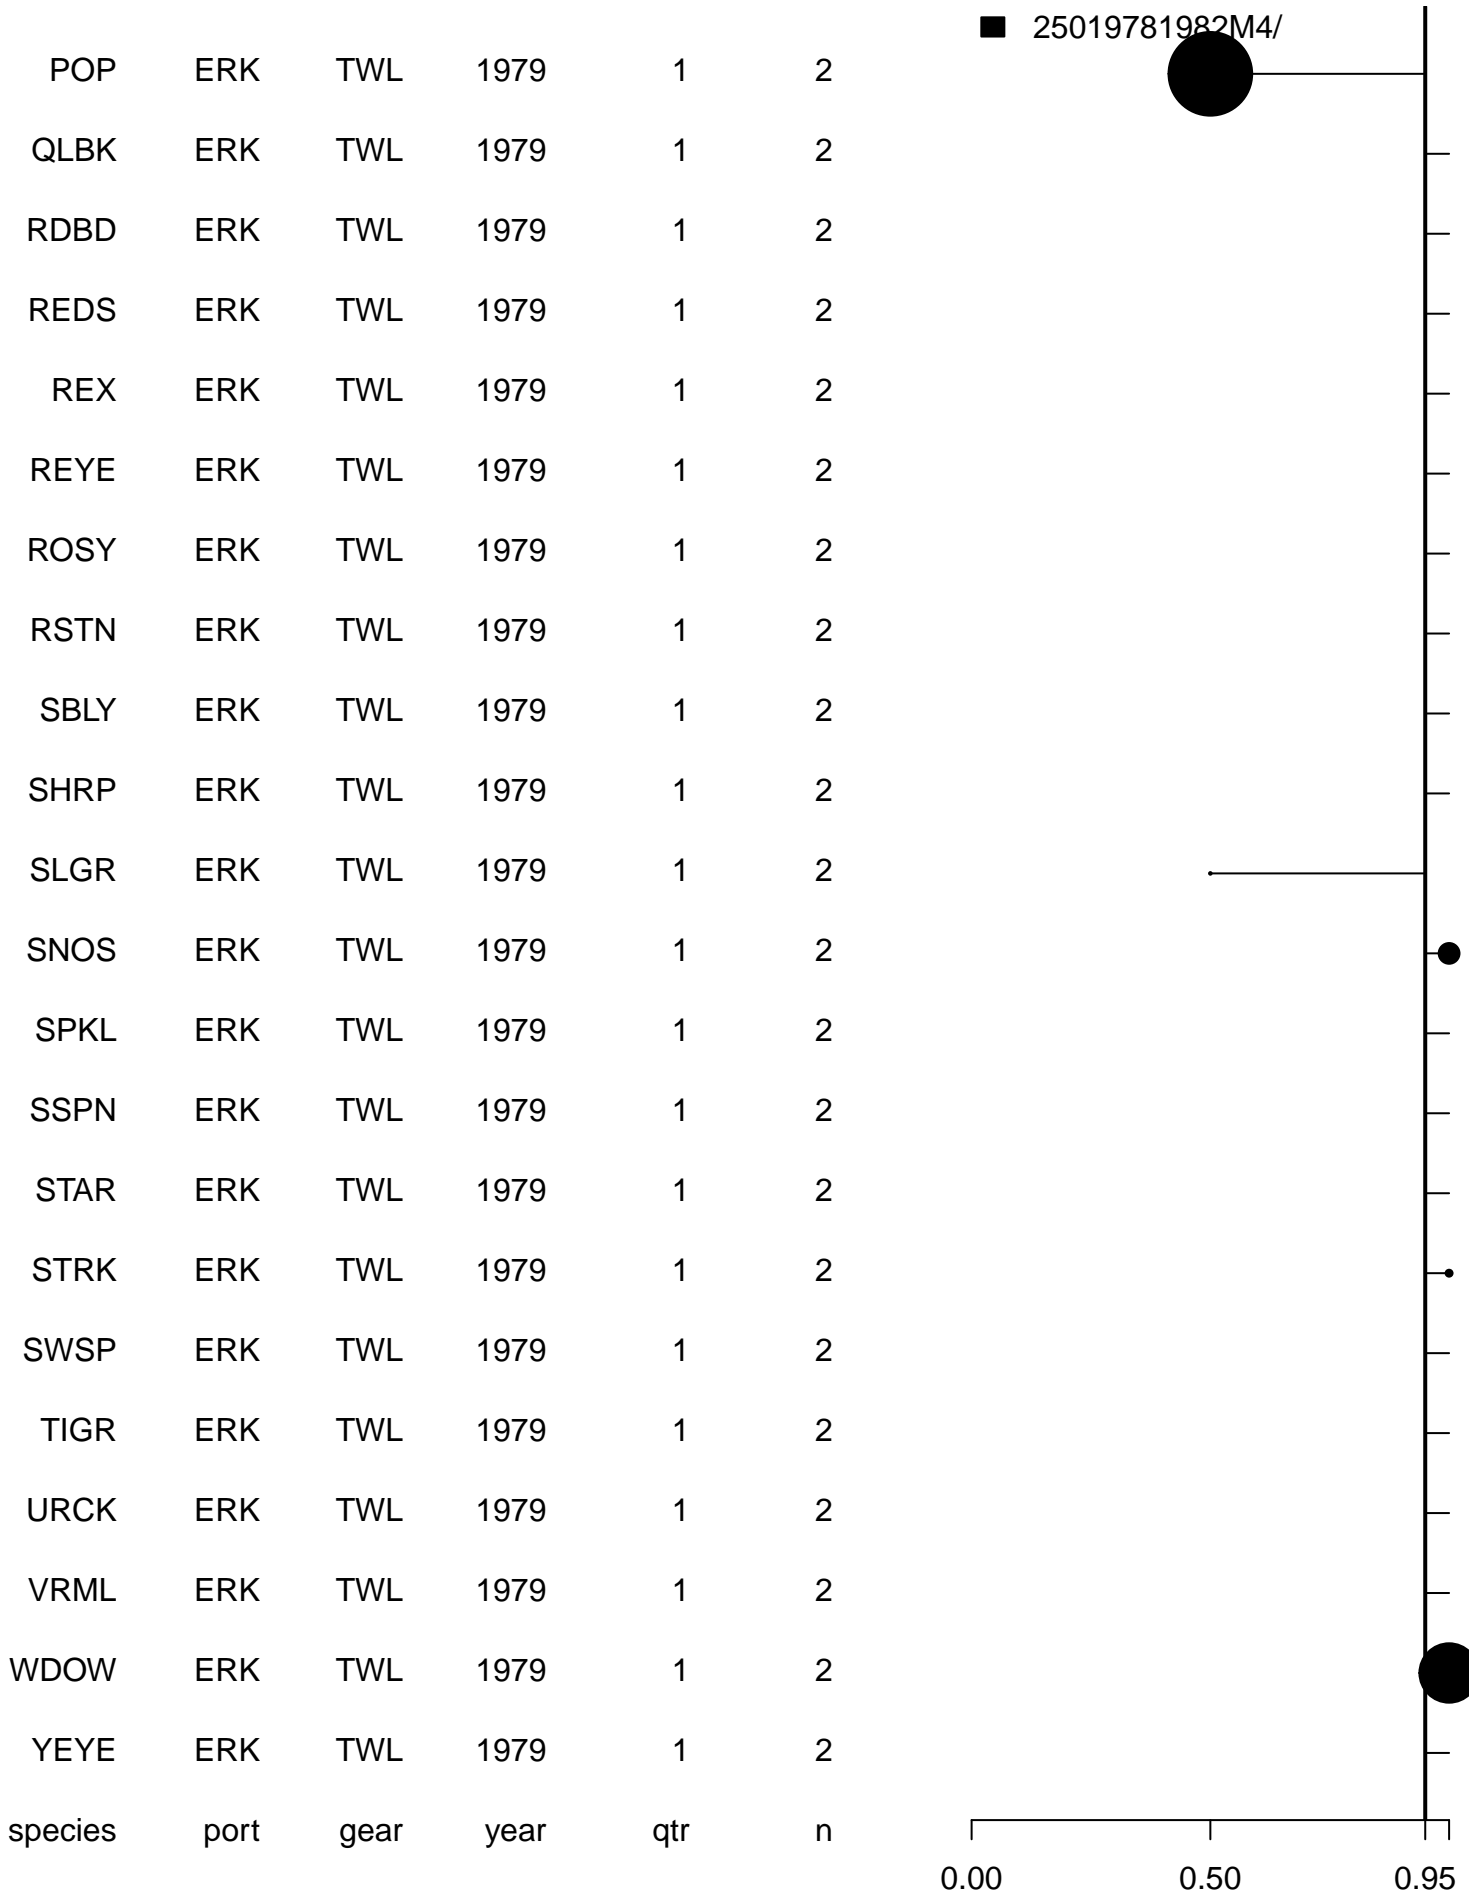 25019781982M4/
POP ERK TWL 1979 1 2
QLBK ERK TWL 1979 1 2
RDBD ERK TWL 1979 1 2
REDS ERK TWL 1979 1 2
REX ERK TWL 1979 1 2
REYE ERK TWL 1979 1 2
ROSY ERK TWL 1979 1 2
RSTN ERK TWL 1979 1 2
SBLY ERK TWL 1979 1 2
SHRP ERK TWL 1979 1 2
SLGR ERK TWL 1979 1 2
SNOS ERK TWL 1979 1 2
SPKL ERK TWL 1979 1 2
SSPN ERK TWL 1979 1 2
STAR ERK TWL 1979 1 2
STRK ERK TWL 1979 1 2
SWSP ERK TWL 1979 1 2
TIGR ERK TWL 1979 1 2
URCK ERK TWL 1979 1 2
VRML ERK TWL 1979 1 2
WDOW ERK TWL 1979 1 2
YEYE ERK TWL 1979 1 2
species port gear year qtr n
0.00 0.50 0.95